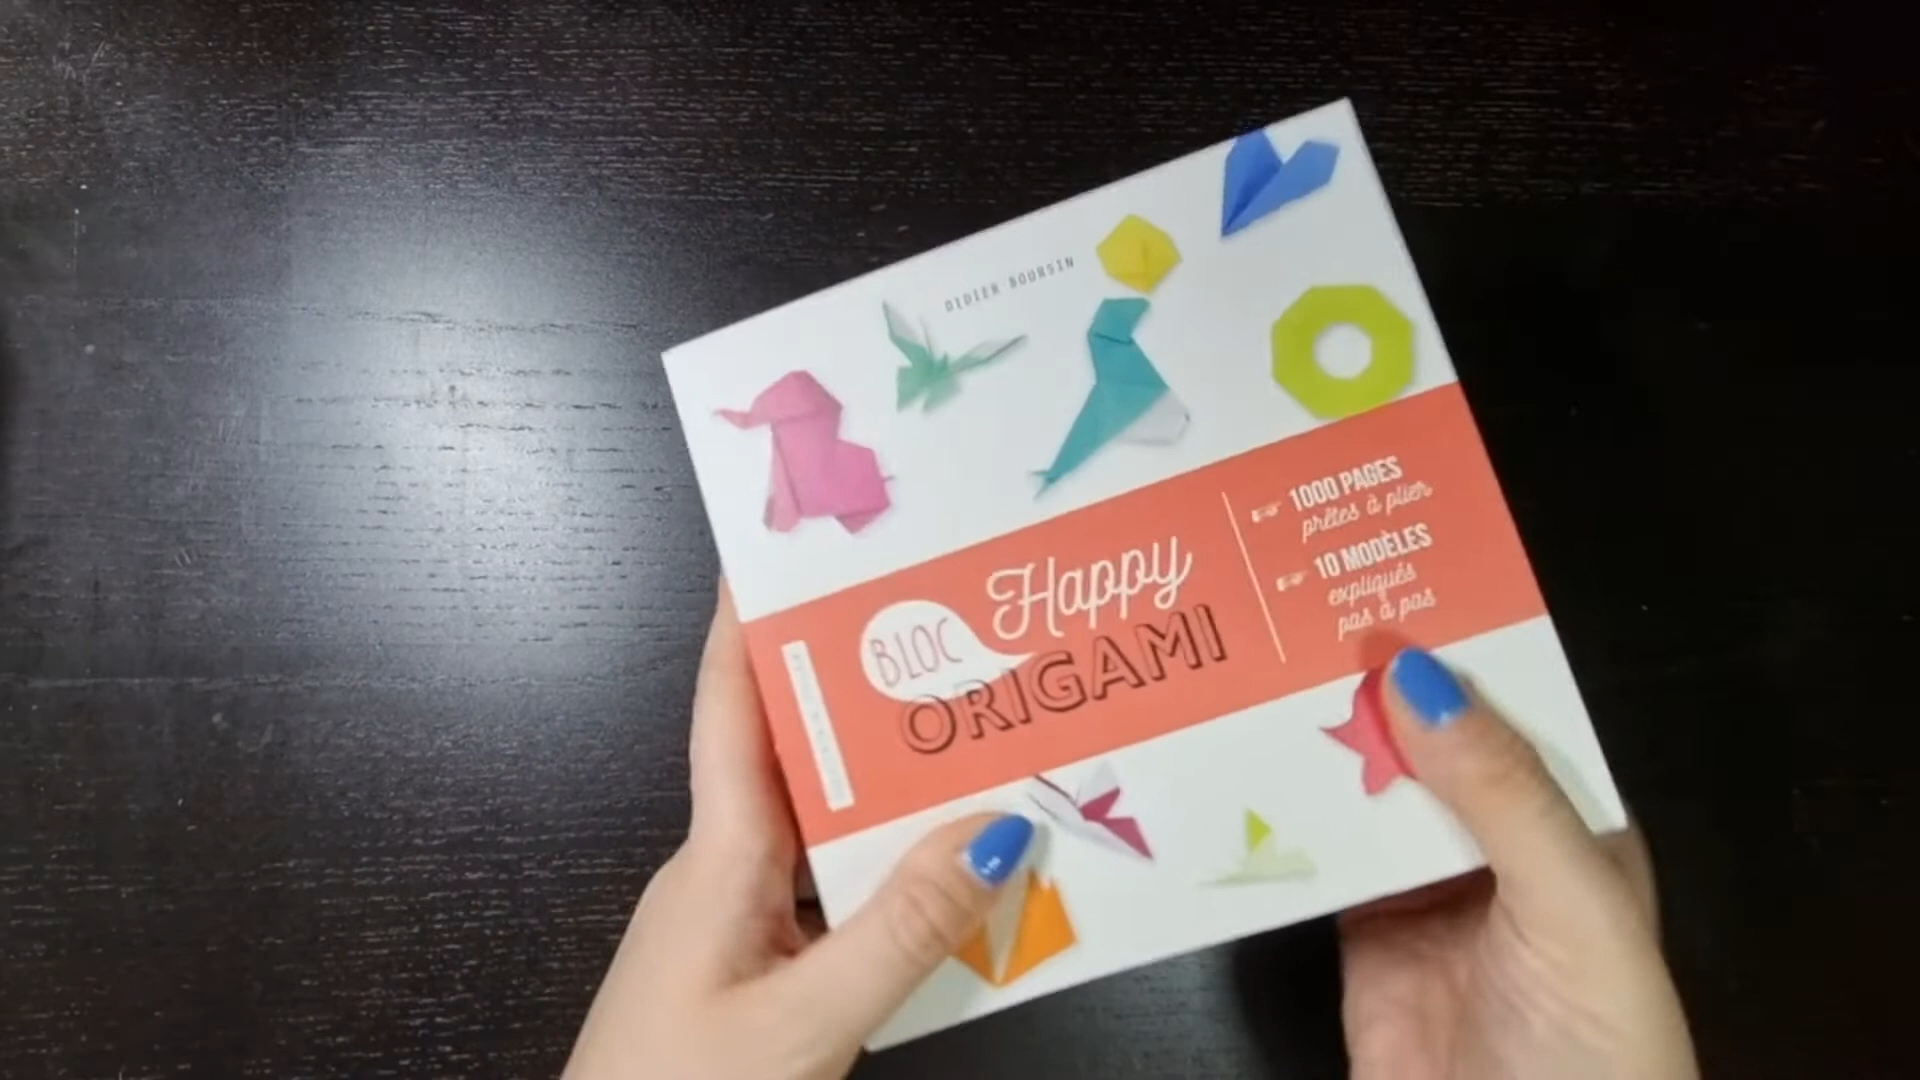 DIDIER BOURSIN
BLOC
Happy
ORIGAMI
1000 PAGES
prêtes à plier
10 MODÈLES
expliqués
pas à pas